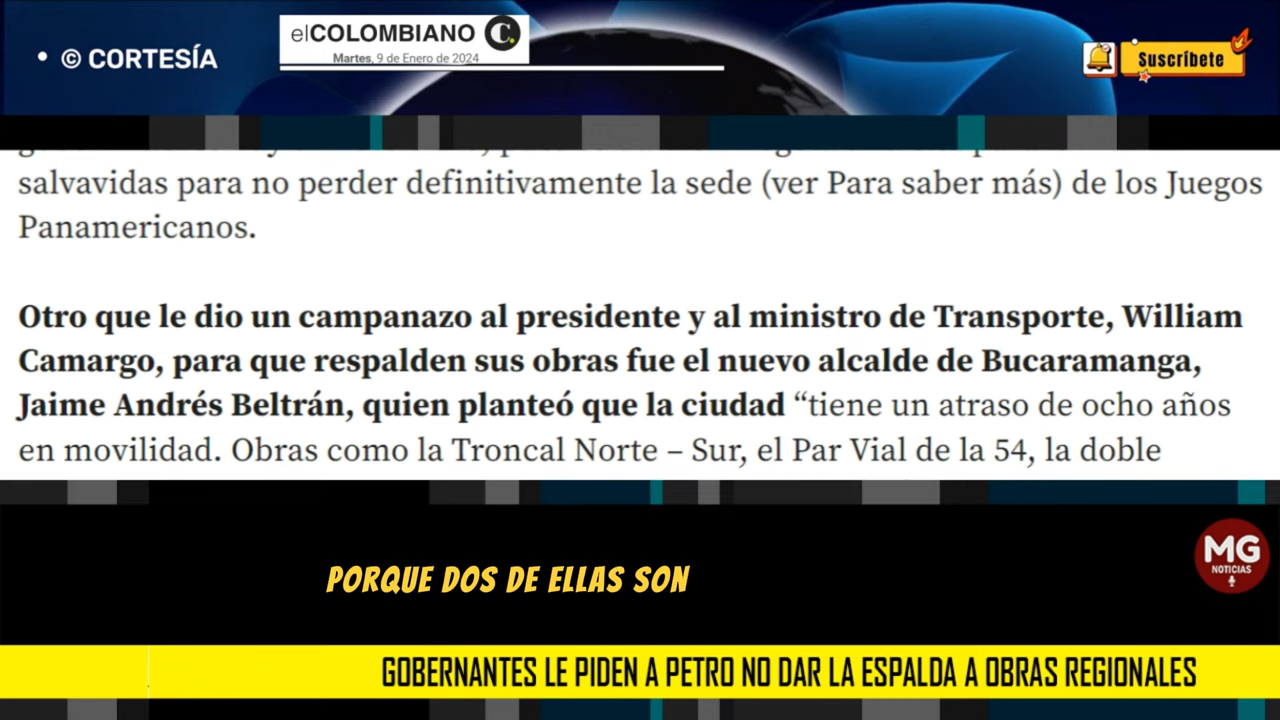 • © CORTESÍA
elCOLOMBIANO C.
Martes, 9 de Enero de 2024
Suscríbete
salvavidas para no perder definitivamente la sede (ver Para saber más) de los Juegos
Panamericanos.
Otro que le dio un campanazo al presidente y al ministro de Transporte, William
Camargo, para que respalden sus obras fue el nuevo alcalde de Bucaramanga,
Jaime Andrés Beltrán, quien planteó que la ciudad “tiene un atraso de ocho años
en movilidad. Obras como la Troncal Norte – Sur, el Par Vial de la 54, la doble
MG
NOTICIAS
PORQUE DOS DE ELLAS SON
GOBERNANTES LE PIDEN A PETRO NO DAR LA ESPALDA A OBRAS REGIONALES